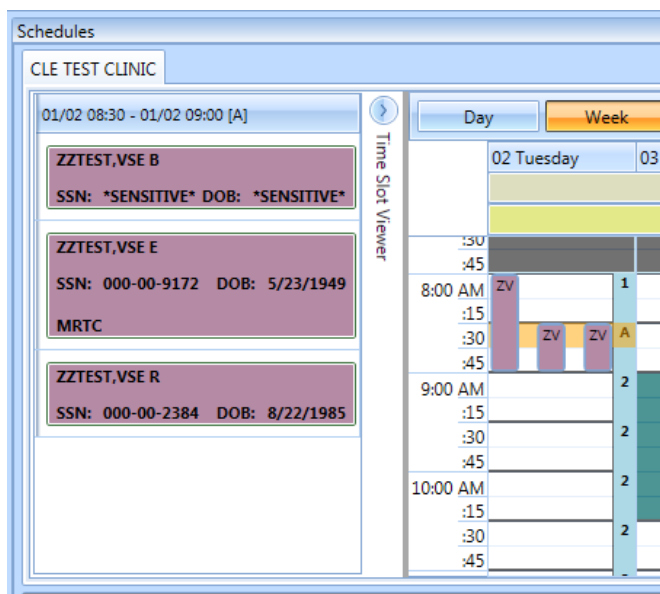 Schedules
CLE TEST CLINIC
01/02 08:30 - 01/02 09:00 [A]
ZZTEST,VSE B
SSN: *SENSITIVE* DOB: *SENSITIVE*
ZZTEST,VSE E
SSN: 000-00-9172 DOB: 5/23/1949
MRTC
ZZTEST,VSE R
SSN: 000-00-2384 DOB: 8/22/1985
Time Slot Viewer
Day Week
02 Tuesday 03
:30
:45
8:00 AM ZV 1
:15
:30 ZV ZV A
:45
9:00 AM 2
:15
:30 2
:45
10:00 AM 2
:15
:30 2
:45